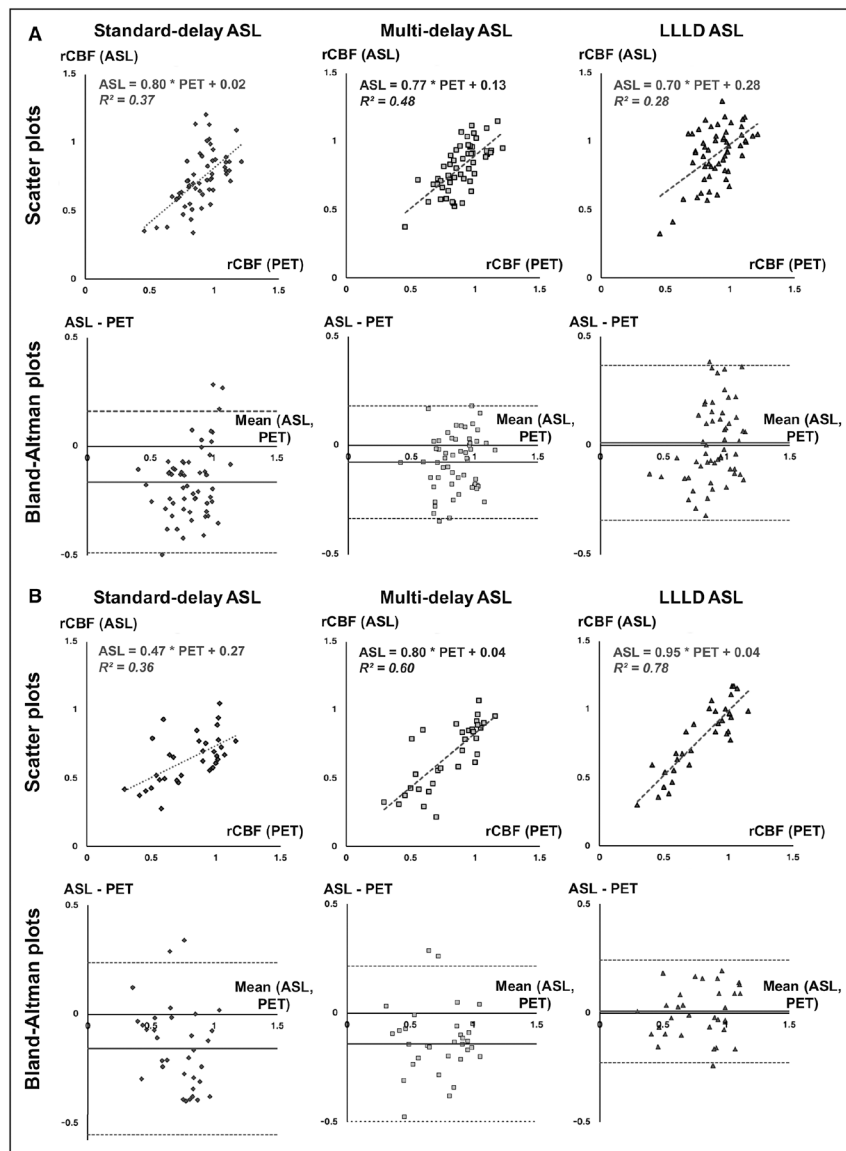 A
Standard-delay ASL
Multi-delay ASL
LLLD ASL
Scatter plots
rCBF (ASL)
1.5
ASL = 0.80 * PET + 0.02
R² = 0.37
1
0.5
rCBF (PET)
0
0
0.5
1
1.5
rCBF (ASL)
1.5
ASL = 0.77 * PET + 0.13
R² = 0.48
1
0.5
rCBF (PET)
0
0
0.5
1
1.5
rCBF (ASL)
1.5
ASL = 0.70 * PET + 0.28
R² = 0.28
1
0.5
rCBF (PET)
0
0
0.5
1
1.5
Bland-Altman plots
ASL - PET
0.5
Mean (ASL,
PET)
0
0
0.5
1
1.5
-0.5
ASL - PET
0.5
Mean (ASL,
PET)
0
0
0.5
1
1.5
-0.5
ASL - PET
0.5
Mean (ASL,
PET)
0
0
0.5
1
1.5
-0.5
B
Standard-delay ASL
Multi-delay ASL
LLLD ASL
Scatter plots
rCBF (ASL)
1.5
ASL = 0.47 * PET + 0.27
R² = 0.36
1
0.5
rCBF (PET)
0
0
0.5
1
1.5
rCBF (ASL)
1.5
ASL = 0.80 * PET + 0.04
R² = 0.60
1
0.5
rCBF (PET)
0
0
0.5
1
1.5
rCBF (ASL)
1.5
ASL = 0.95 * PET + 0.04
R² = 0.78
1
0.5
rCBF (PET)
0
0
0.5
1
1.5
Bland-Altman plots
ASL - PET
0.5
Mean (ASL,
PET)
0
0
0.5
1
1.5
-0.5
ASL - PET
0.5
Mean (ASL,
PET)
0
0
0.5
1
1.5
-0.5
ASL - PET
0.5
Mean (ASL,
PET)
0
0
0.5
1
1.5
-0.5